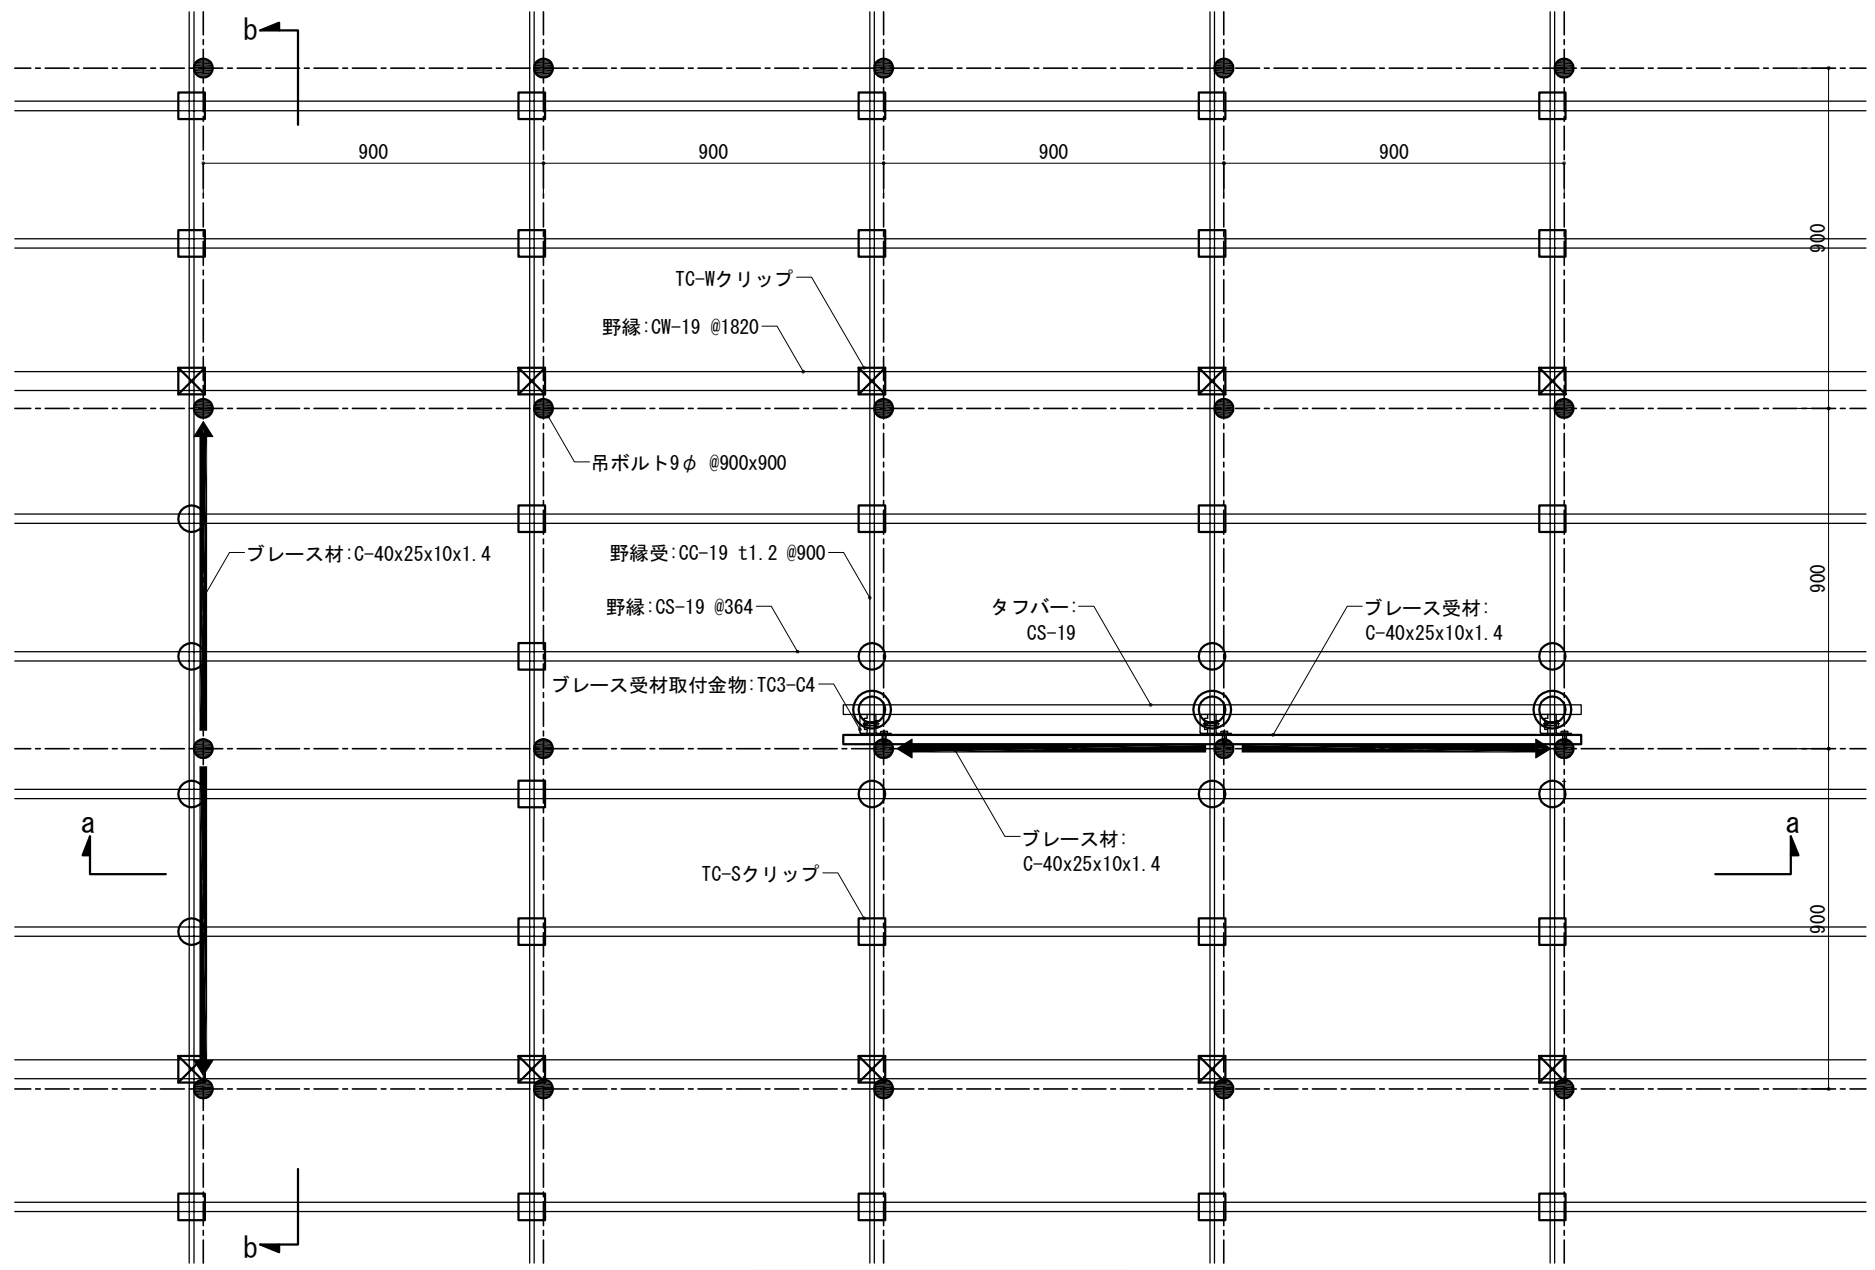 b
900
900
900
900
900
TC-Wクリップ
野縁:CW-19 @1820
吊ボルト9φ @900x900
ブレース材:C-40x25x10x1.4
野縁受:CC-19 t1.2 @900
900
野縁:CS-19 @364
タフバー:
CS-19
ブレース受材:
C-40x25x10x1.4
ブレース受材取付金物:TC3-C4
a
a
ブレース材:
C-40x25x10x1.4
TC-Sクリップ
900
b